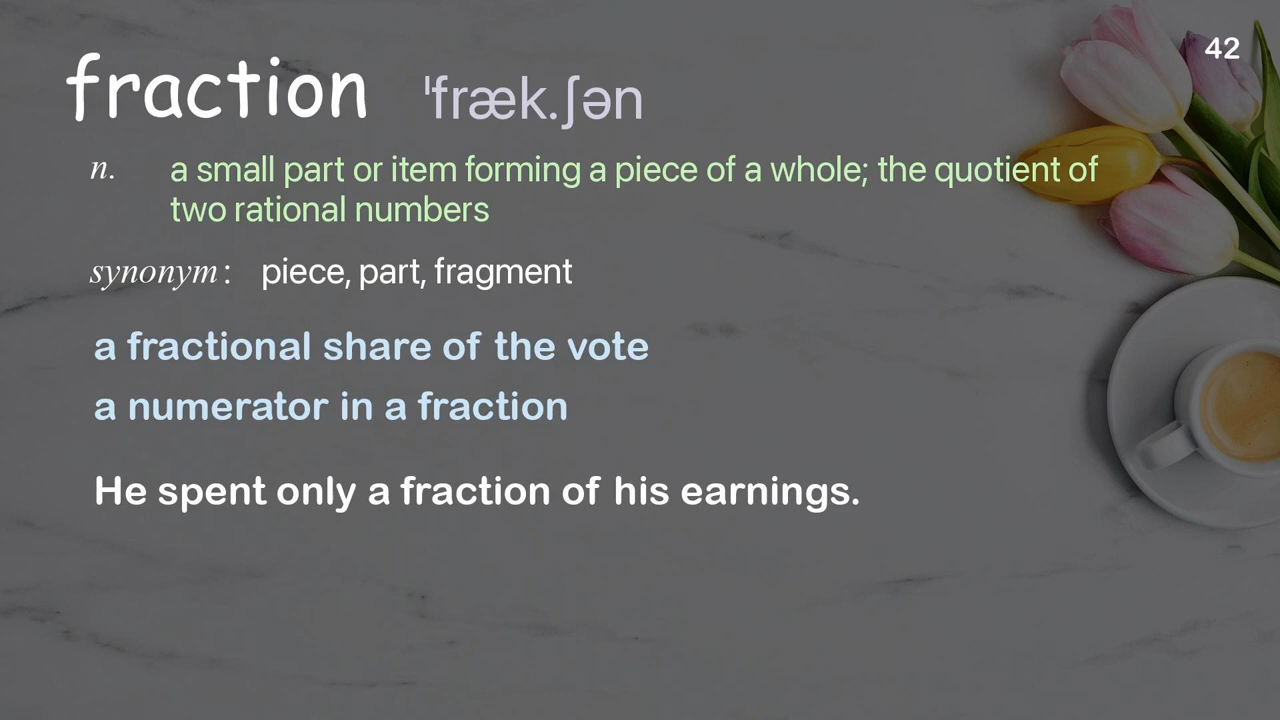 42
fraction ˈfræk.ʃən
n. a small part or item forming a piece of a whole; the quotient of
two rational numbers
synonym: piece, part, fragment
a fractional share of the vote
a numerator in a fraction
He spent only a fraction of his earnings.